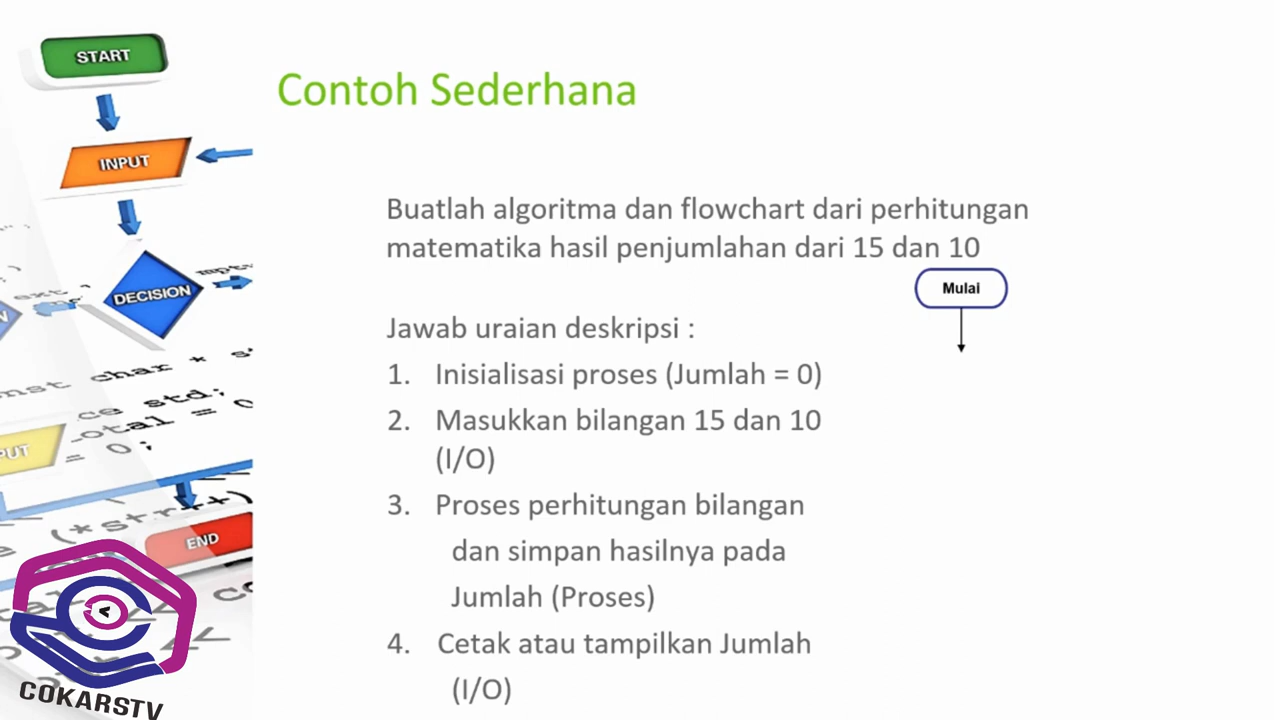 START
INPUT
DECISION
END
COKARSTV
Contoh Sederhana
Buatlah algoritma dan flowchart dari perhitungan
matematika hasil penjumlahan dari 15 dan 10
Mulai
Jawab uraian deskripsi :
1. Inisialisasi proses (Jumlah = 0)
2. Masukkan bilangan 15 dan 10
(I/O)
3. Proses perhitungan bilangan
dan simpan hasilnya pada
Jumlah (Proses)
4. Cetak atau tampilkan Jumlah
(I/O)